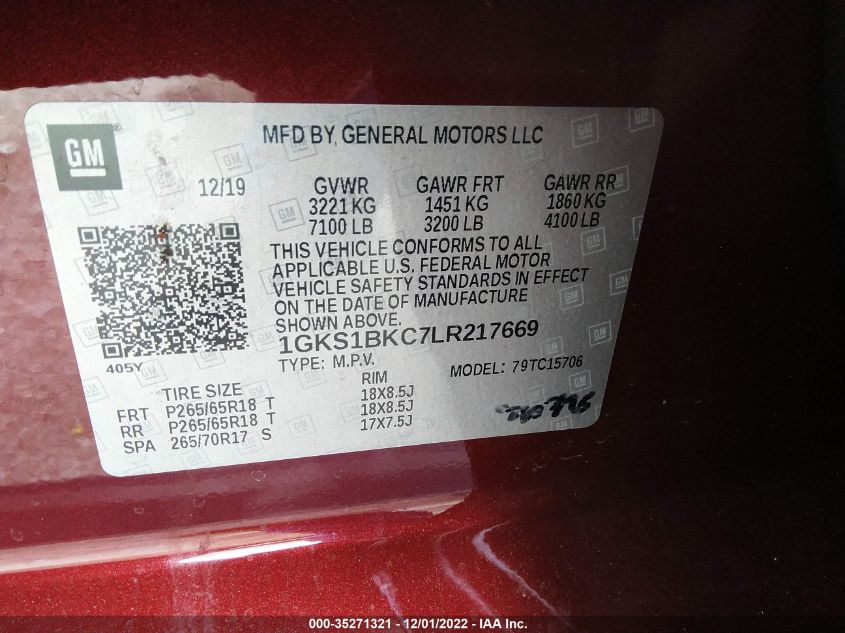 GM
MFD BY GENERAL MOTORS LLC
12/19 GVWR GAWR FRT GAWR RR
3221 KG 1451 KG 1860 KG
7100 LB 3200 LB 4100 LB
THIS VEHICLE CONFORMS TO ALL
APPLICABLE U.S. FEDERAL MOTOR
VEHICLE SAFETY STANDARDS IN EFFECT
ON THE DATE OF MANUFACTURE
SHOWN ABOVE.
1GKS1BKC7LR217669
405Y
TYPE: M.P.V. MODEL: 79TC15706
TIRE SIZE RIM
FRT P265/65R18 T 18X8.5J
RR P265/65R18 T 18X8.5J
SPA 265/70R17 S 17X7.5J
000-35271321 - 12/01/2022 - IAA Inc.